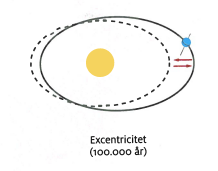 Excentricitet
(100.000 år)